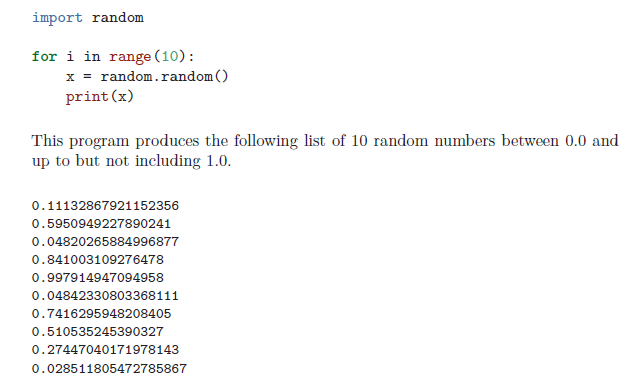 import random
for i in range(10):
x = random.random()
print(x)
This program produces the following list of 10 random numbers between 0.0 and
up to but not including 1.0.
0.11132867921152356
0.5950949227890241
0.04820265884996877
0.841003109276478
0.997914947094958
0.04842330803368111
0.7416295948208405
0.510535245390327
0.27447040171978143
0.028511805472785867